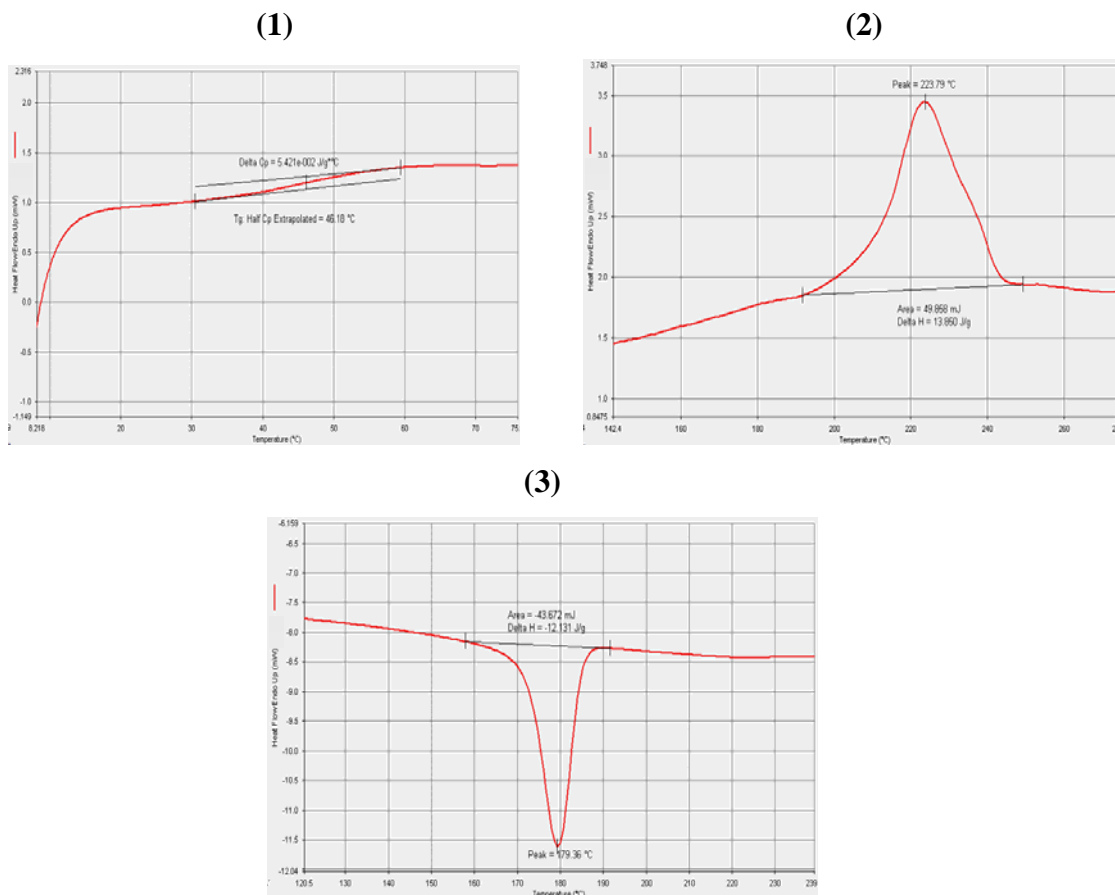 (1)
2.316
2.0
1.5
1.0
0.5
0.0
-0.5
-1.0
-1.149
Heat Flow Endo Up (mW)
Delta Cp = 5.421e-002 J/g*°C
Tg: Half Cp Extrapolated = 46.18 °C
8.216 20 30 40 50 60 70 75.
Temperature (°C)
(2)
3.748
3.5
3.0
2.5
2.0
1.5
1.0
0.8475
Heat Flow Endo Up (mW)
Peak = 223.79 °C
Area = 49.858 mJ
Delta H = 13.850 J/g
142.4 160 180 200 220 240 260
Temperature (°C)
(3)
-6.159
-6.5
-7.0
-7.5
-8.0
-8.5
-9.0
-9.5
-10.0
-10.5
-11.0
-11.5
-12.04
Heat Flow Endo Up (mW)
Area = -43.672 mJ
Delta H = -12.131 J/g
Peak = 179.36 °C
120.5 130 140 150 160 170 180 190 200 210 220 230 239
Temperature (°C)